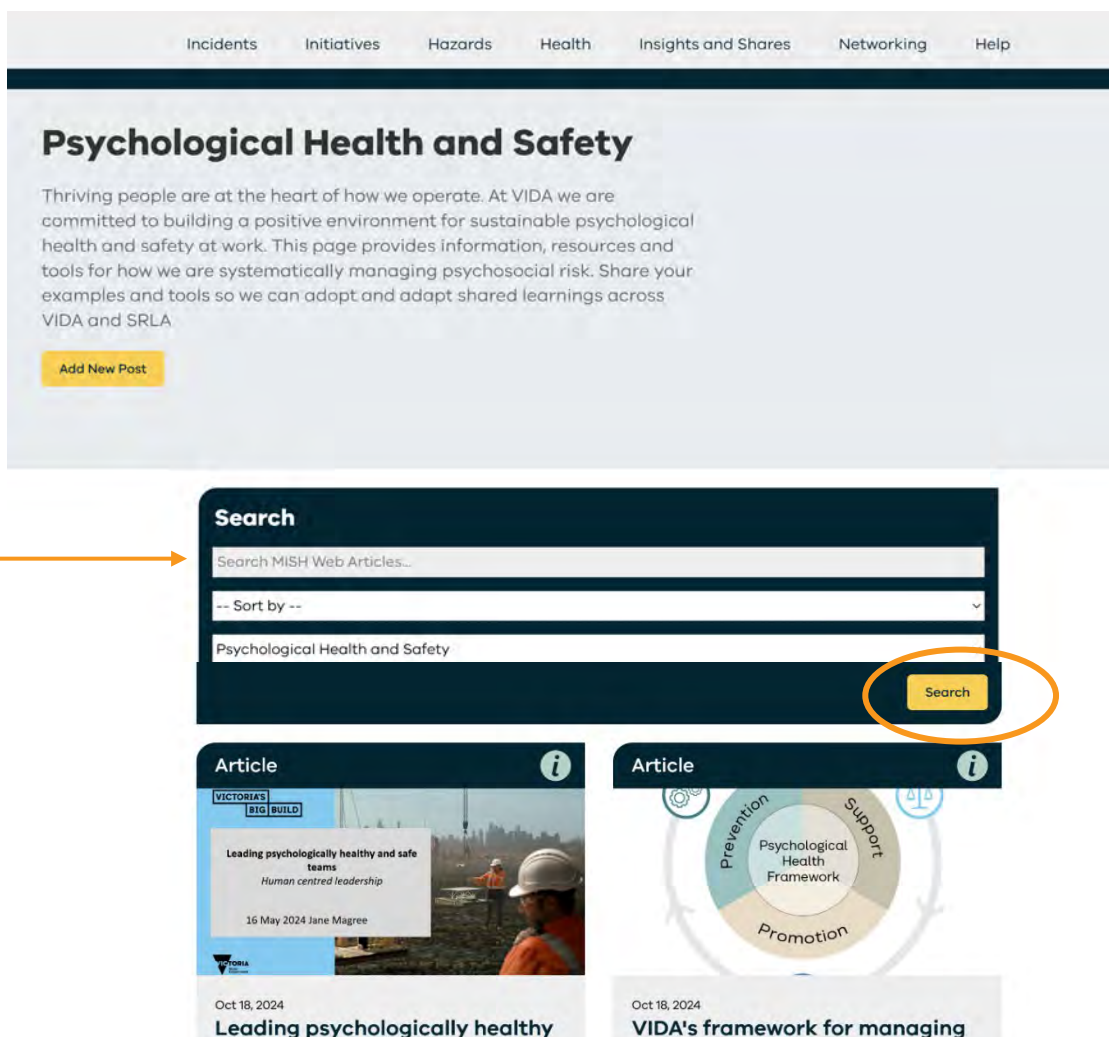 Incidents Initiatives Hazards Health Insights and Shares Networking Help
Psychological Health and Safety
Thriving people are at the heart of how we operate. At VIDA we are
committed to building a positive environment for sustainable psychological
health and safety at work. This page provides information, resources and
tools for how we are systematically managing psychosocial risk. Share your
examples and tools so we can adopt and adapt shared learnings across
VIDA and SRLA
Add New Post
Search
Search MiSH Web Articles...
-- Sort by --
Psychological Health and Safety
Search
Article
i
VICTORIA'S
BIG BUILD
Leading psychologically healthy and safe
teams
Human centred leadership
16 May 2024 Jane Magree
VICTORIA
Oct 18, 2024
Leading psychologically healthy
Article
i
Prevention
Support
Psychological
Health
Framework
Promotion
Oct 18, 2024
VIDA's framework for managing